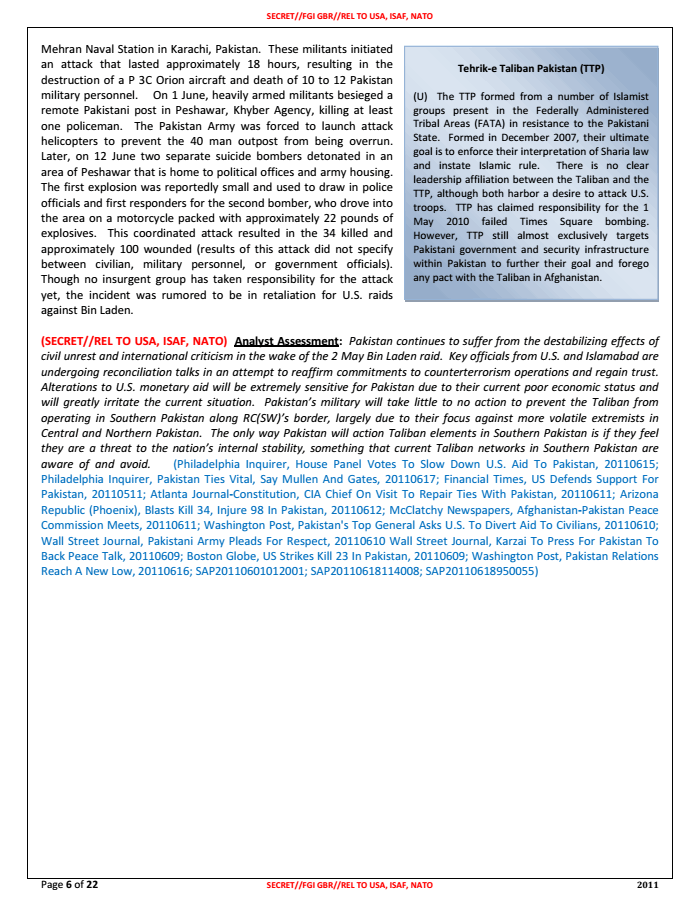 SECRET//FGI GBR//REL TO USA, ISAF, NATO
Mehran Naval Station in Karachi, Pakistan. These militants initiated
an attack that lasted approximately 18 hours, resulting in the
destruction of a P 3C Orion aircraft and death of 10 to 12 Pakistan
military personnel. On 1 June, heavily armed militants besieged a
remote Pakistani post in Peshawar, Khyber Agency, killing at least
one policeman. The Pakistan Army was forced to launch attack
helicopters to prevent the 40 man outpost from being overrun.
Later, on 12 June two separate suicide bombers detonated in an
area of Peshawar that is home to political offices and army housing.
The first explosion was reportedly small and used to draw in police
officials and first responders for the second bomber, who drove into
the area on a motorcycle packed with approximately 22 pounds of
explosives. This coordinated attack resulted in the 34 killed and
approximately 100 wounded (results of this attack did not specify
between civilian, military personnel, or government officials).
Though no insurgent group has taken responsibility for the attack
yet, the incident was rumored to be in retaliation for U.S. raids
against Bin Laden.
Tehrik-e Taliban Pakistan (TTP)
(U) The TTP formed from a number of Islamist
groups present in the Federally Administered
Tribal Areas (FATA) in resistance to the Pakistani
State. Formed in December 2007, their ultimate
goal is to enforce their interpretation of Sharia law
and instate Islamic rule. There is no clear
leadership affiliation between the Taliban and the
TTP, although both harbor a desire to attack U.S.
troops. TTP has claimed responsibility for the 1
May 2010 failed Times Square bombing.
However, TTP still almost exclusively targets
Pakistani government and security infrastructure
within Pakistan to further their goal and forego
any pact with the Taliban in Afghanistan.
(SECRET//REL TO USA, ISAF, NATO) Analyst Assessment: Pakistan continues to suffer from the destabilizing effects of
civil unrest and international criticism in the wake of the 2 May Bin Laden raid. Key officials from U.S. and Islamabad are
undergoing reconciliation talks in an attempt to reaffirm commitments to counterterrorism operations and regain trust.
Alterations to U.S. monetary aid will be extremely sensitive for Pakistan due to their current poor economic status and
will greatly irritate the current situation. Pakistan's military will take little to no action to prevent the Taliban from
operating in Southern Pakistan along RC(SW)'s border, largely due to their focus against more volatile extremists in
Central and Northern Pakistan. The only way Pakistan will action Taliban elements in Southern Pakistan is if they feel
they are a threat to the nation's internal stability, something that current Taliban networks in Southern Pakistan are
aware of and avoid. (Philadelphia Inquirer, House Panel Votes To Slow Down U.S. Aid To Pakistan, 20110615;
Philadelphia Inquirer, Pakistan Ties Vital, Say Mullen And Gates, 20110617; Financial Times, US Defends Support For
Pakistan, 20110511; Atlanta Journal-Constitution, CIA Chief On Visit To Repair Ties With Pakistan, 20110611; Arizona
Republic (Phoenix), Blasts Kill 34, Injure 98 In Pakistan, 20110612; McClatchy Newspapers, Afghanistan-Pakistan Peace
Commission Meets, 20110611; Washington Post, Pakistan's Top General Asks U.S. To Divert Aid To Civilians, 20110610;
Wall Street Journal, Pakistani Army Pleads For Respect, 20110610 Wall Street Journal, Karzai To Press For Pakistan To
Back Peace Talk, 20110609; Boston Globe, US Strikes Kill 23 In Pakistan, 20110609; Washington Post, Pakistan Relations
Reach A New Low, 20110616; SAP20110601012001; SAP20110618114008; SAP20110618950055)
Page 6 of 22
SECRET//FGI GBR//REL TO USA, ISAF, NATO
2011